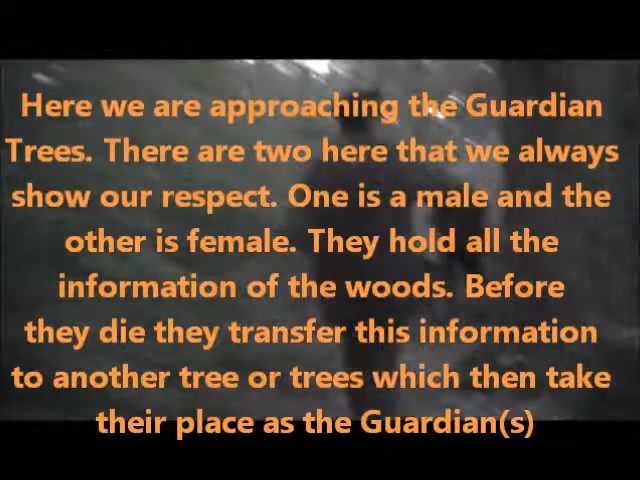 Here we are approaching the Guardian
Trees. There are two here that we always
show our respect. One is a male and the
other is female. They hold all the
information of the woods. Before
they die they transfer this information
to another tree or trees which then take
their place as the Guardian(s)